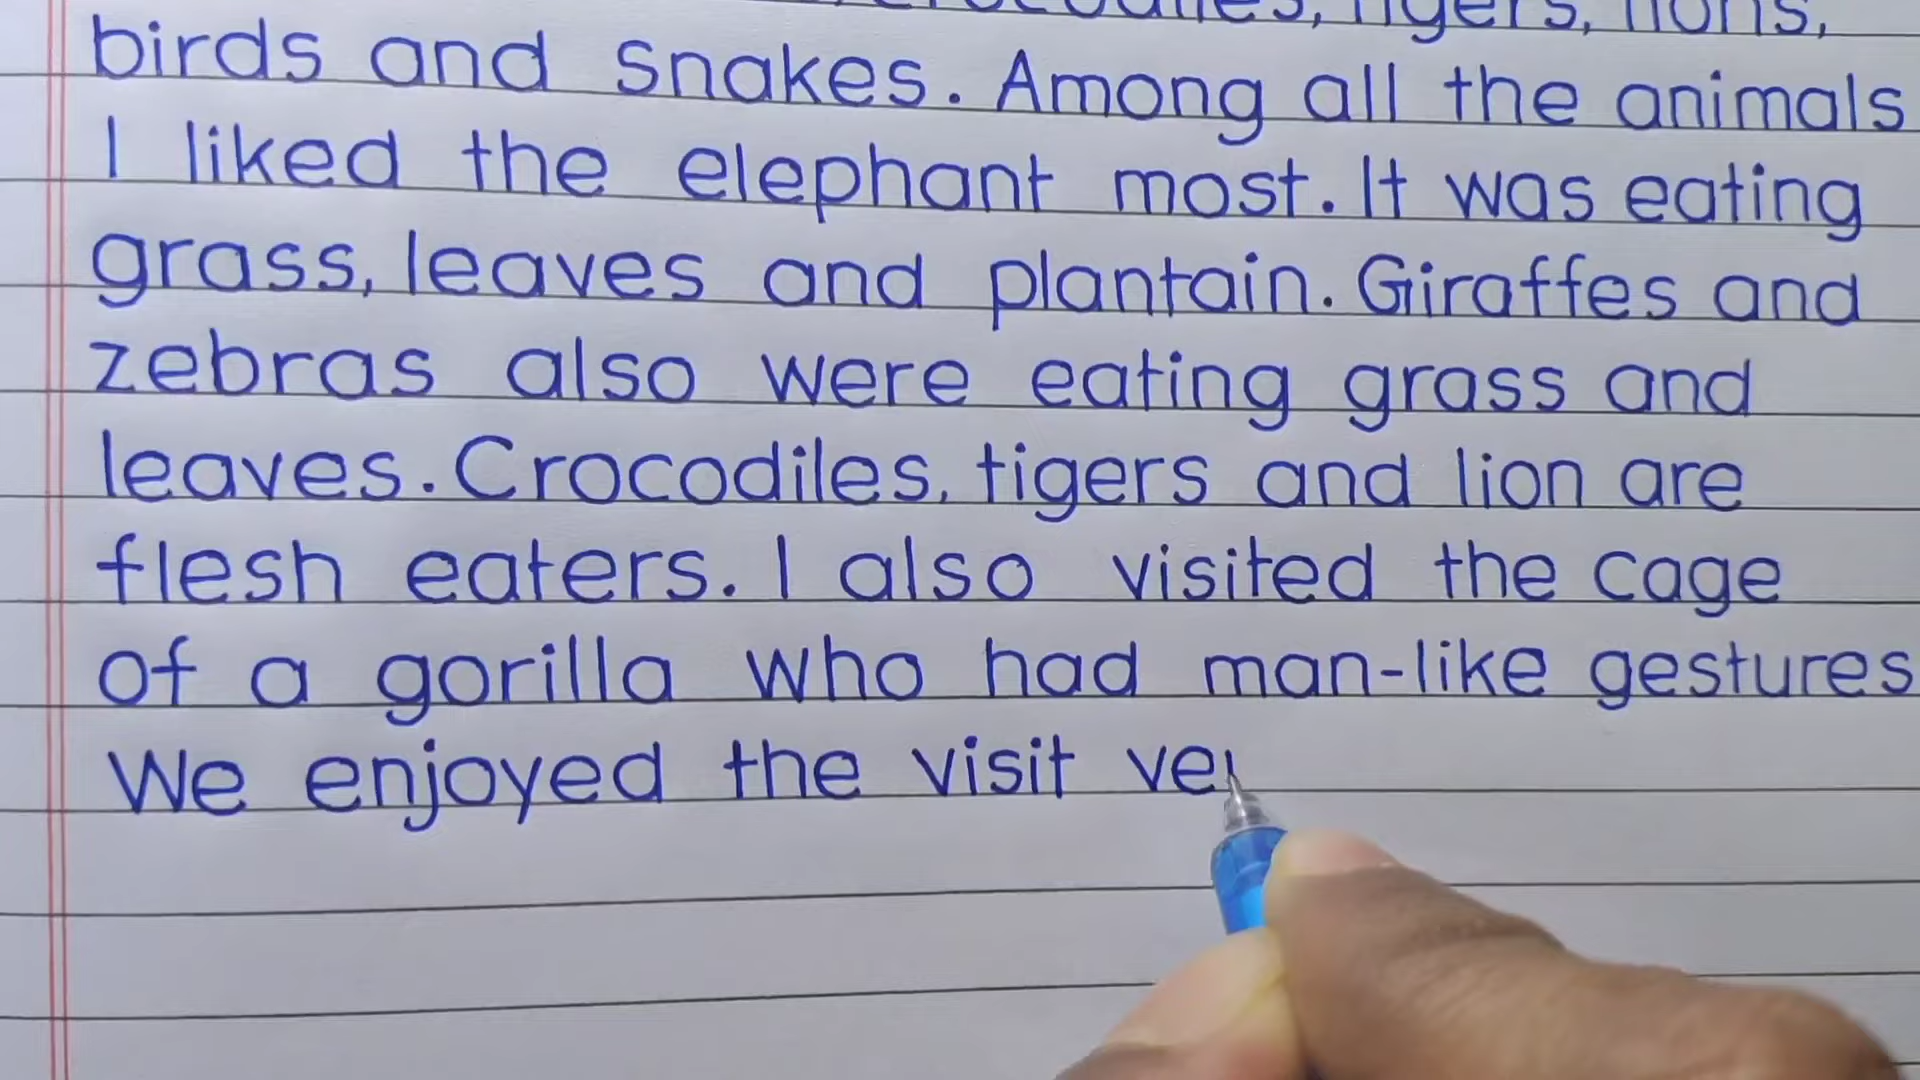 tigers, lions,
birds and snakes. Among all the animals
I liked the elephant most. It was eating
grass, leaves and plantain. Giraffes and
zebras also were eating grass and
leaves. Crocodiles, tigers and lion are
flesh eaters. I also visited the cage
of a gorilla who had man-like gestures
We enjoyed the visit ve